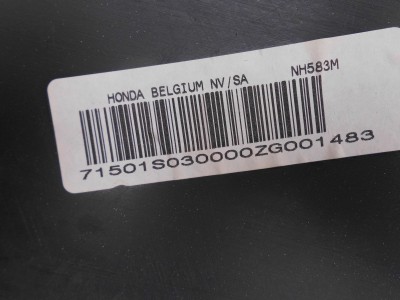 HONDA BELGIUM NV/SA NH583M
71501S030000ZG001483